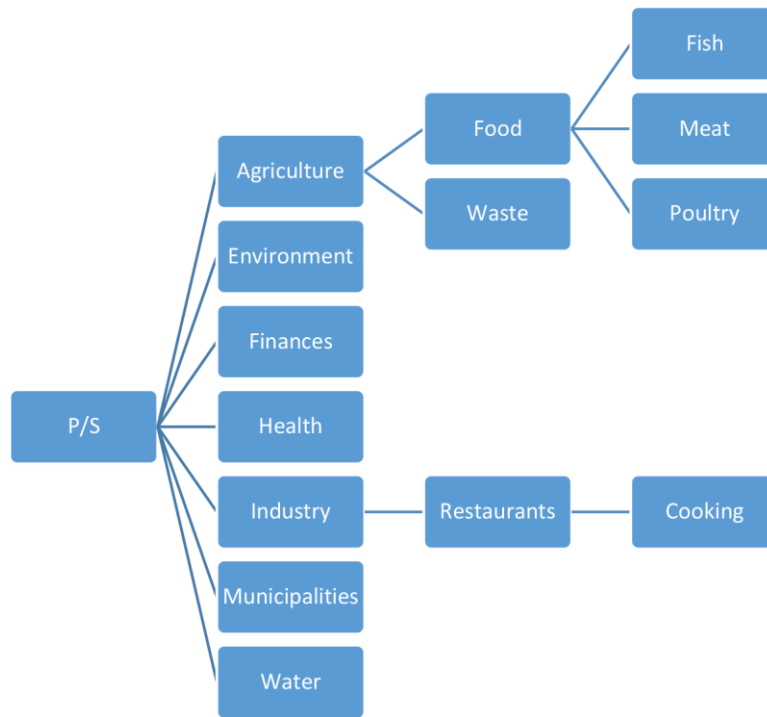 P/S
Agriculture
Environment
Finances
Health
Industry
Municipalities
Water
Food
Waste
Restaurants
Fish
Meat
Poultry
Cooking